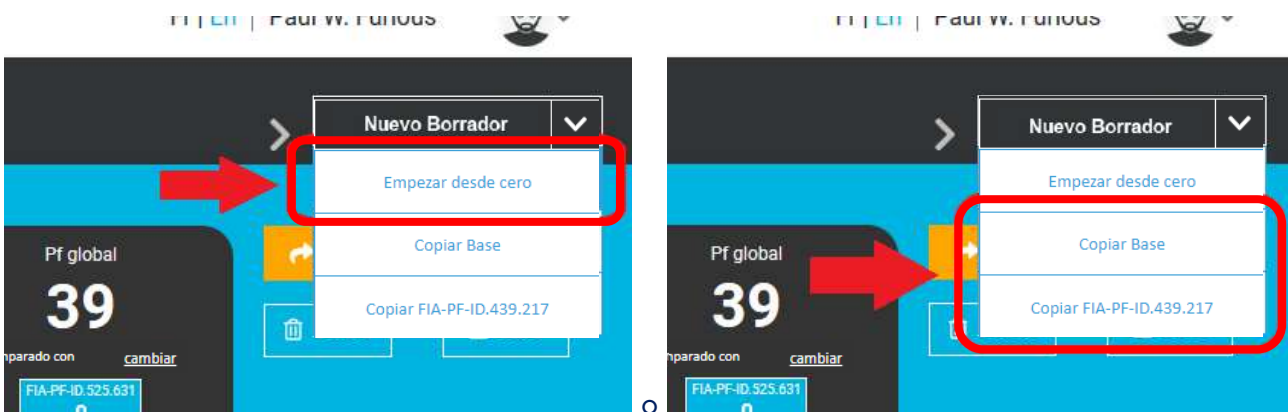 Fr | En | Paul W. Furious
Nuevo Borrador
Empezar desde cero
Copiar Base
Copiar FIA-PF-ID.439.217
Pf global
39
mparado con cambiar
FIA-PF-ID.525.631
o
Fr | En | Paul W. Furious
Nuevo Borrador
Empezar desde cero
Copiar Base
Copiar FIA-PF-ID.439.217
Pf global
39
mparado con cambiar
FIA-PF-ID.525.631